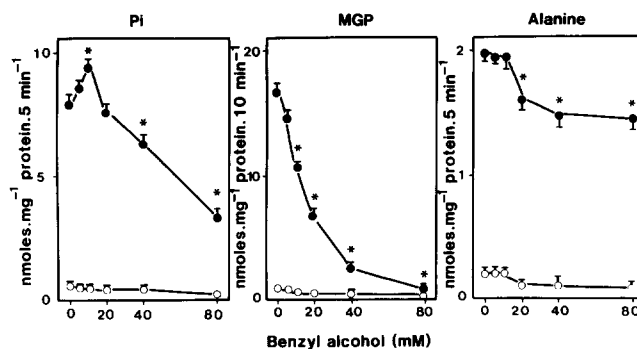 Pi
MGP
Alanine
nmoles.mg⁻¹ protein.5 min⁻¹
10
5
0
*
*
*
0 20 40 80
nmoles.mg⁻¹ protein.10 min⁻¹
20
10
0
*
*
*
*
0 20 40 80
nmoles.mg⁻¹ protein.5 min⁻¹
2
1
0
*
*
*
0 20 40 80
Benzyl alcohol (mM)